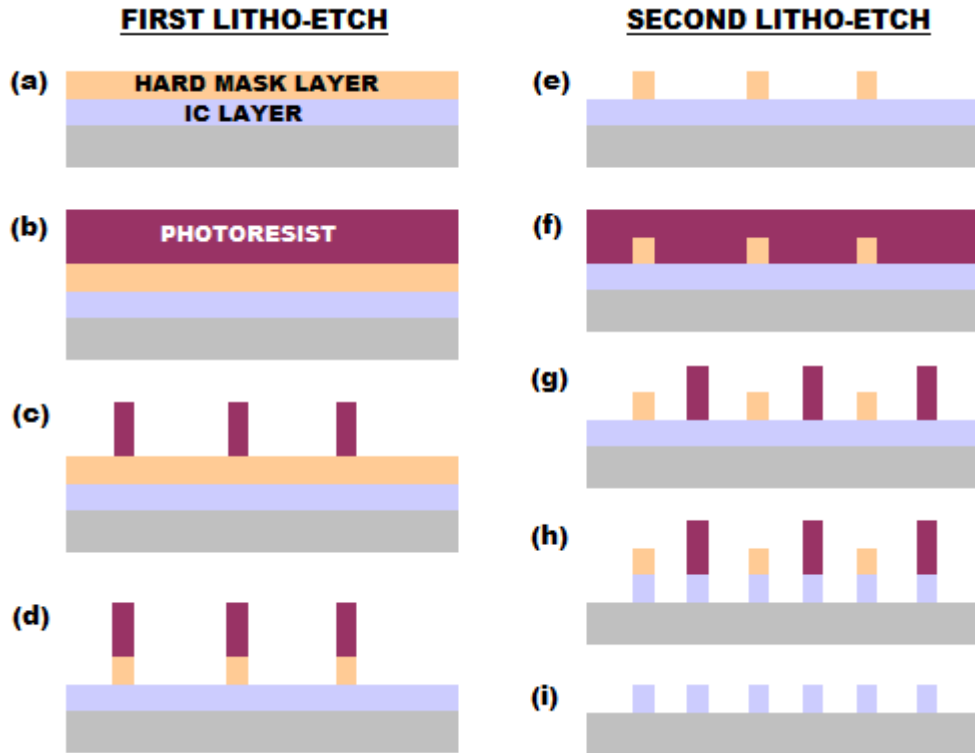 FIRST LITHO-ETCH
(a)
HARD MASK LAYER
IC LAYER
(b)
PHOTORESIST
(c)
(d)
SECOND LITHO-ETCH
(e)
(f)
(g)
(h)
(i)